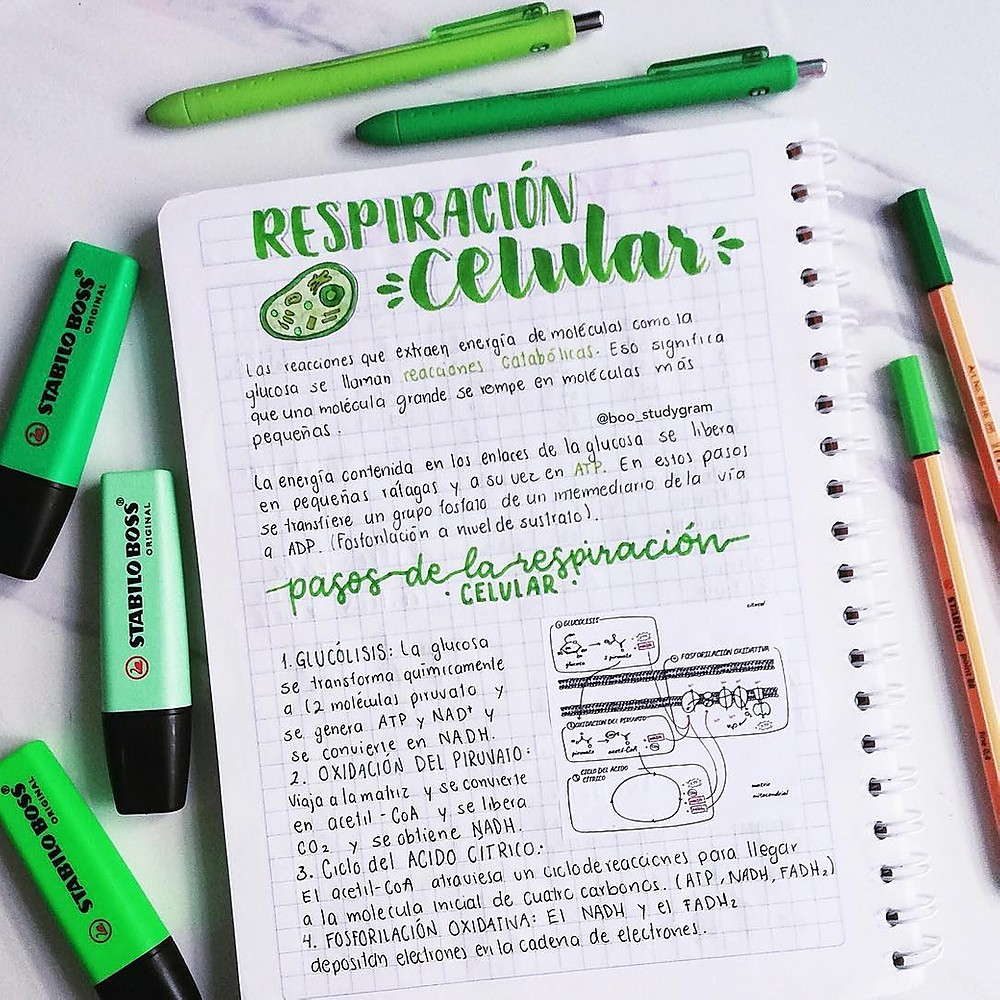 RESPIRACIÓN
Celular
Las reacciones que extraen energía de moléculas como la
glucosa se llaman reacciones catabólicas. Eso significa
que una molécula grande se rompe en moléculas más
pequeñas.
@boo_studygram
La energía contenida en los enlaces de la glucosa se libera
en pequeñas ráfagas y a su vez en ATP. En estos pasos
se transfiere un grupo fosfato de un intermediario de la vía
a ADP. (Fosforilación a nivel de sustrato).
pasos de la respiración
CELULAR
1. GLUCÓLISIS: La glucosa
se transforma químicamente
a (2 moléculas piruvato y
se genera ATP y NAD+ y
se convierte en NADH.
2. OXIDACIÓN DEL PIRUVATO:
Viaja a la matriz y se convierte
en acetil-CoA y se libera
CO2 y se obtiene NADH.
3. Ciclo del ACIDO CITRICO:
El acetil-CoA atraviesa un ciclo de reacciones para llegar
a la molecula inicial de cuatro carbonos. (ATP, NADH, FADH2)
4. FOSFORILACIÓN OXIDATIVA: El NADH y el FADH2
depositan electrones en la cadena de electrones.
citosol
① GLUCÓLISIS
glucosa
2 piruvato
④ FOSFORILACIÓN OXIDATIVA
OXIDACIÓN DEL PIRUVATO
piruvato
acetil-CoA
CICLO DEL ACIDO
CÍTRICO
matriz
mitocondrial
STABILO BOSS®
ORIGINAL
STABILO BOSS®
ORIGINAL
STABILO BOSS®
ORIGINAL
STABILO
point 88